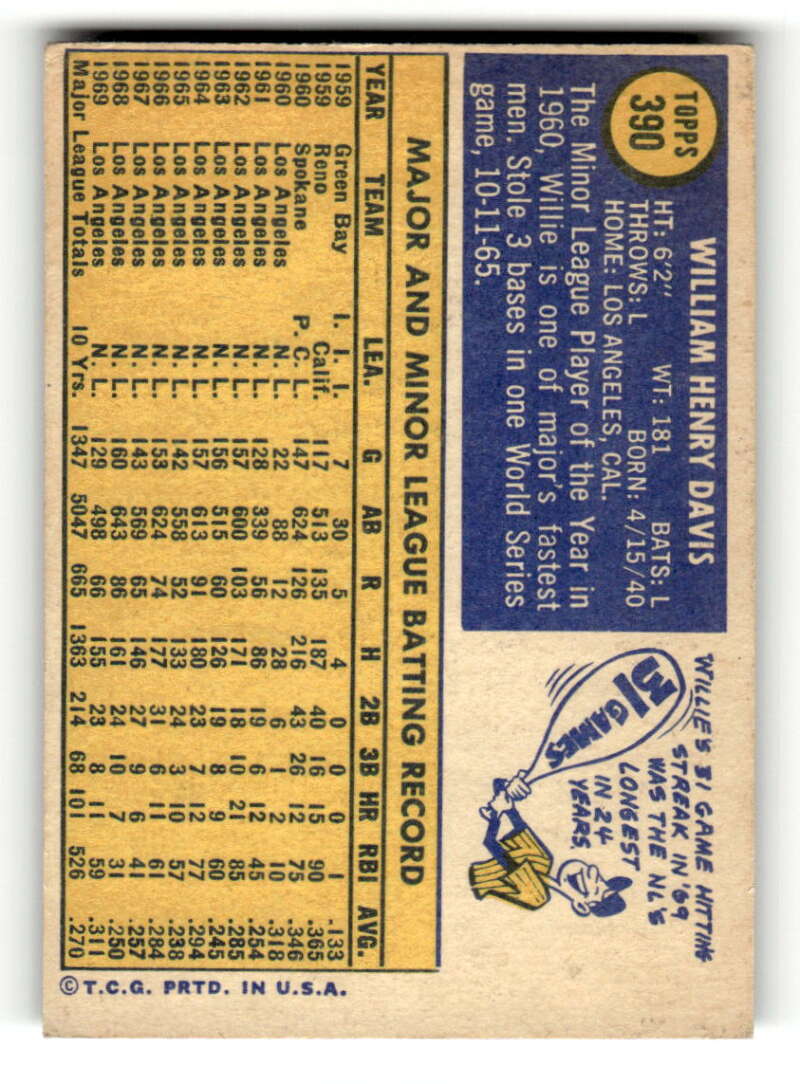 TOPPS
390
WILLIAM HENRY DAVIS
HT: 6'2" WT: 181 BATS: L
THROWS: L BORN: 4/15/40
HOME: LOS ANGELES, CAL.
The Minor League Player of the Year in
1960, Willie is one of major's fastest
men. Stole 3 bases in one World Series
game, 10-11-65.
WILLIE'S 31 GAME HITTING
STREAK IN '69
WAS THE NL'S
LONGEST
IN 24
YEARS.
31 GAMES
MAJOR AND MINOR LEAGUE BATTING RECORD
YEAR TEAM LEA. G AB R H 2B 3B HR RBI AVG.
1959 Green Bay I. I. I. 7 30 5 4 0 0 0 1 .133
1959 Reno Calif. 117 513 135 187 40 16 15 90 .365
1960 Spokane P. C. L. 147 624 126 216 43 26 12 75 .346
1960 Los Angeles N. L. 22 88 12 28 6 1 2 10 .318
1961 Los Angeles N. L. 128 339 56 86 19 6 12 45 .254
1962 Los Angeles N. L. 157 600 103 171 18 10 21 85 .285
1963 Los Angeles N. L. 156 515 60 126 19 8 9 60 .245
1964 Los Angeles N. L. 157 613 91 180 23 7 12 77 .294
1965 Los Angeles N. L. 142 558 52 133 24 3 10 57 .238
1966 Los Angeles N. L. 153 624 74 177 31 6 11 61 .284
1967 Los Angeles N. L. 143 569 65 146 27 9 6 41 .257
1968 Los Angeles N. L. 160 643 86 161 24 10 7 31 .250
1969 Los Angeles N. L. 129 498 66 155 23 8 11 59 .311
Major League Totals 10 Yrs. 1347 5047 665 1363 214 68 101 526 .270
© T.C.G. PRTD. IN U.S.A.